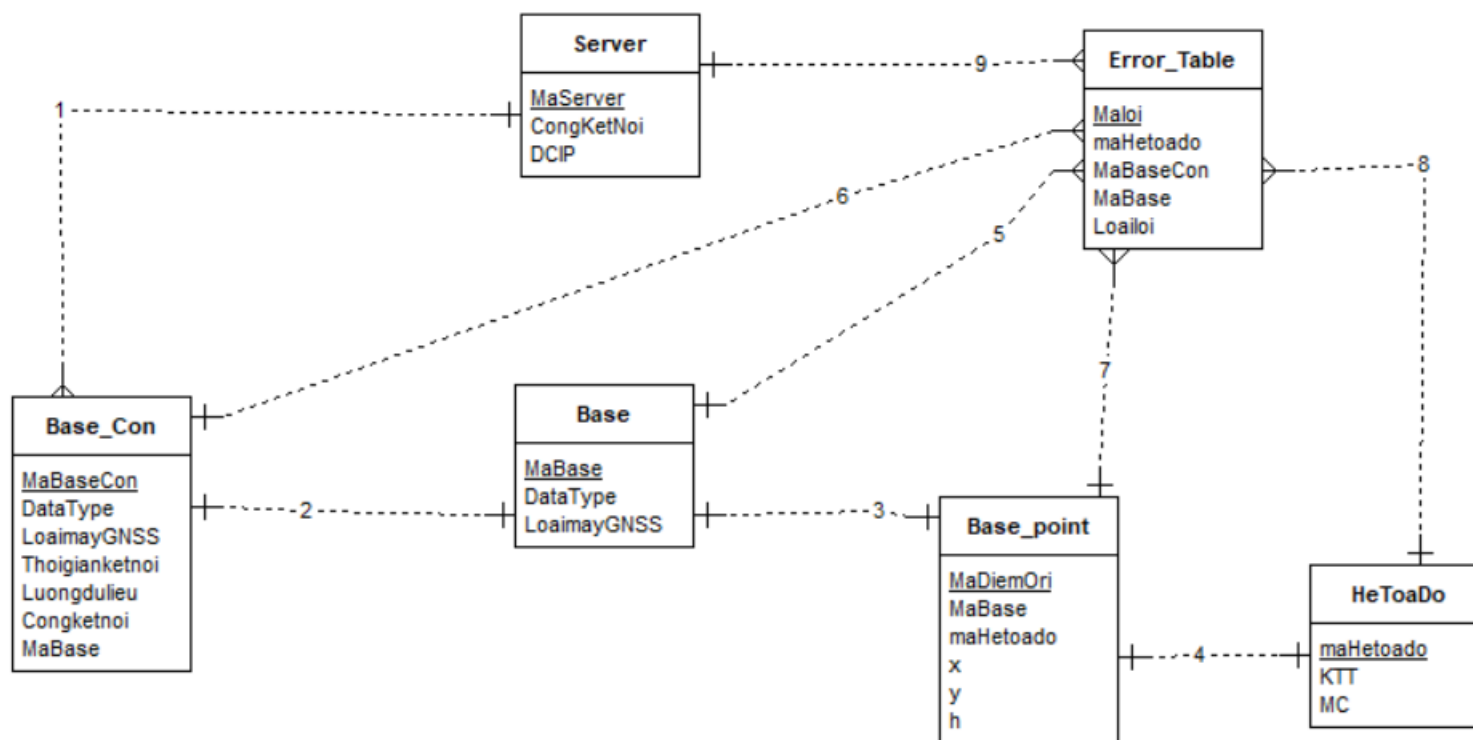 Server
MaServer
CongKetNoi
DCIP
Error_Table
Maloi
maHetoado
MaBaseCon
MaBase
Loailoi
Base_Con
MaBaseCon
DataType
LoaimayGNSS
Thoigianketnoi
Luongdulieu
Congketnoi
MaBase
Base
MaBase
DataType
LoaimayGNSS
Base_point
MaDiemOri
MaBase
maHetoado
x
y
h
HeToaDo
maHetoado
KTT
MC
1
9
6
5
8
7
2
3
4